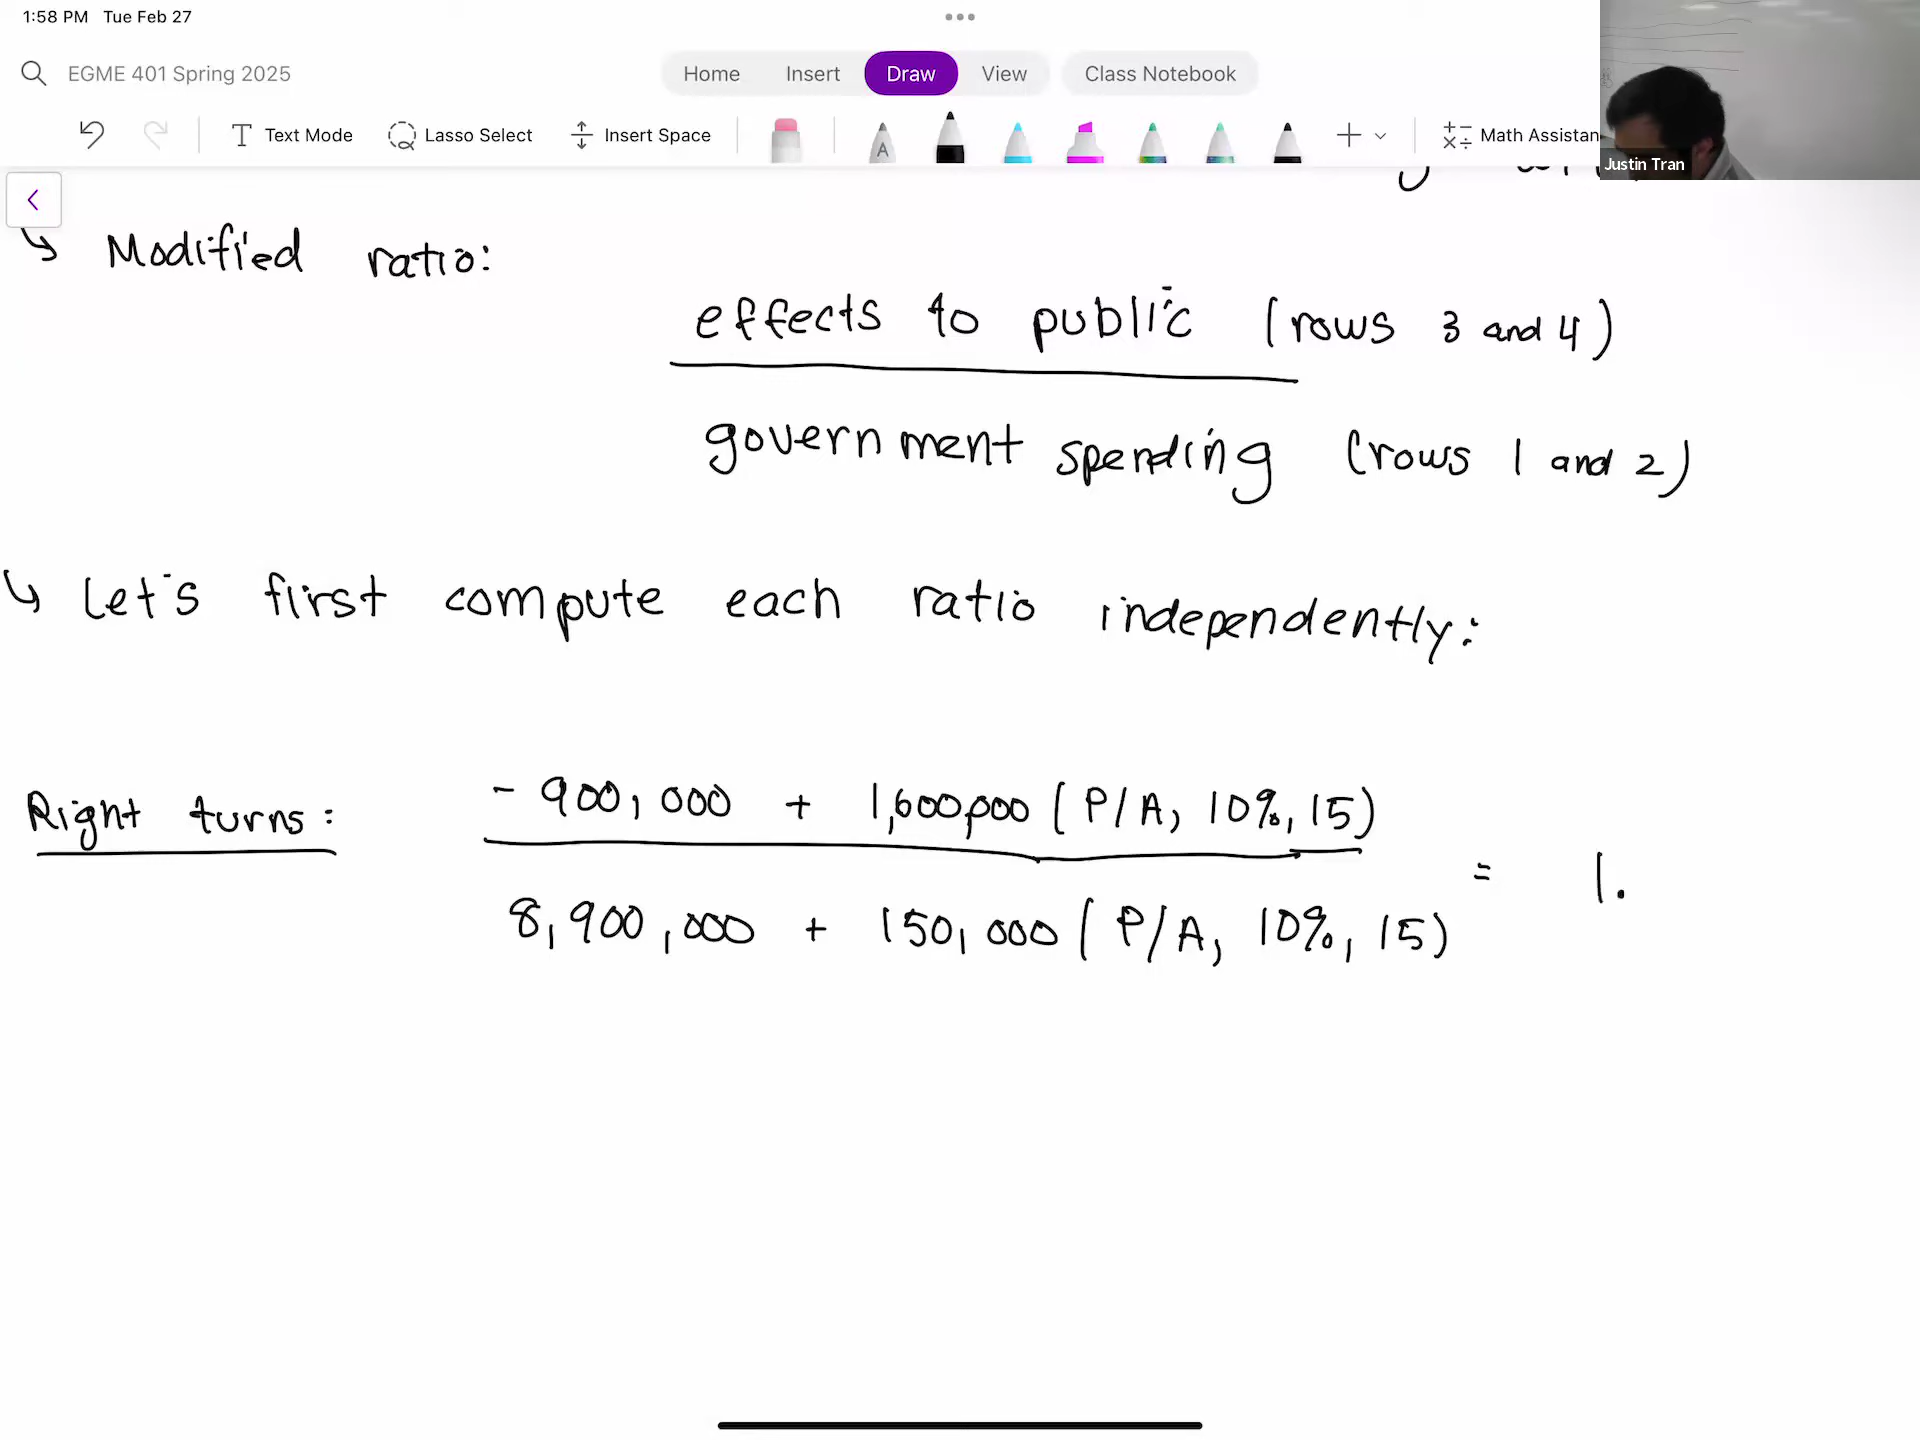 1:58 PM Tue Feb 27
EGME 401 Spring 2025
Home Insert Draw View Class Notebook
Text Mode Lasso Select Insert Space A Math Assistan
Justin Tran
↳ Modified ratio:
effects to public (rows 3 and 4)
government spending (rows 1 and 2)
↳ Let's first compute each ratio independently:
Right turns:
- 900,000 + 1,600,000 (P/A, 10%, 15)
8,900,000 + 150,000 (P/A, 10%, 15)
= 1.